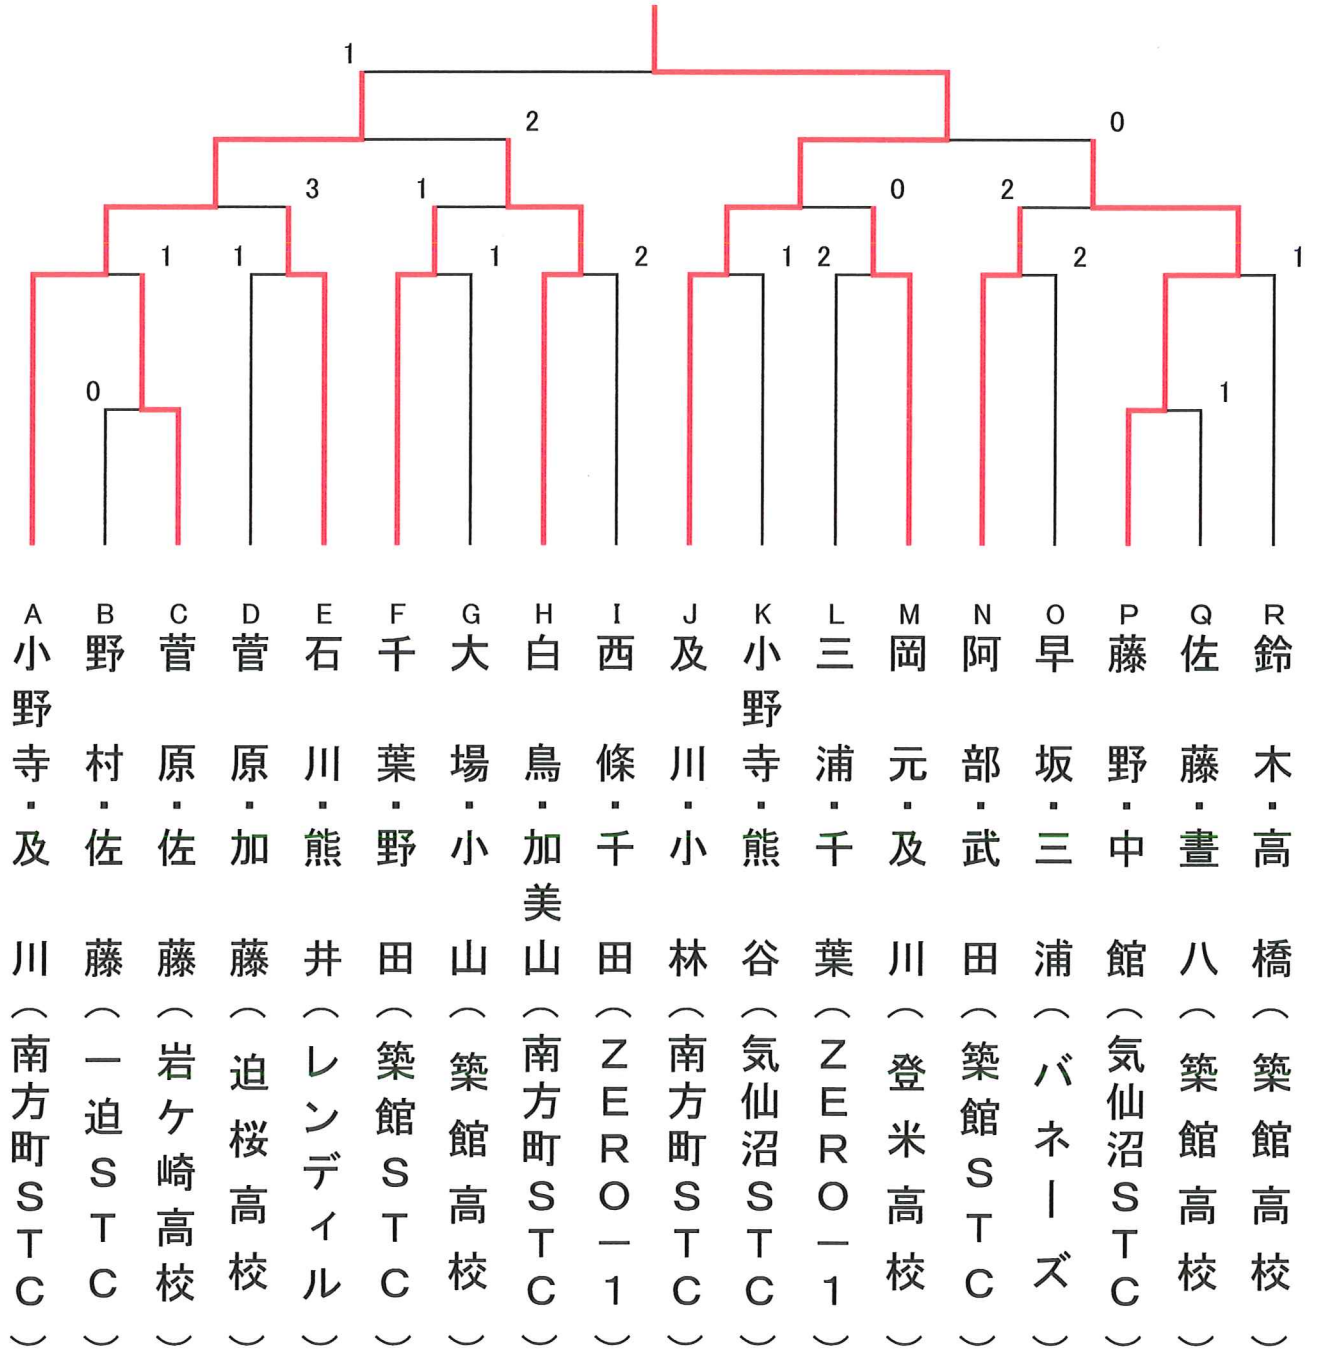 1
2
0
3
1
0
2
1
1
1
2
1
2
2
1
0
1
A 小野寺・及川(南方町STC)
B 野村・佐藤(一迫STC)
C 菅原・佐藤(岩ケ崎高校)
D 菅原・加藤(迫桜高校)
E 石川・熊井(レンディル)
F 千葉・野田(築館STC)
G 大場・小山(築館高校)
H 白鳥・加美山(南方町STC)
I 西條・千田(ZERO―1)
J 及川・小林(南方町STC)
K 小野寺・熊谷(気仙沼STC)
L 三浦・千葉(ZERO―1)
M 岡元・及川(登米高校)
N 阿部・武田(築館STC)
O 早坂・三浦(バネーズ)
P 藤野・中館(気仙沼STC)
Q 佐藤・晝八(築館高校)
R 鈴木・高橋(築館高校)